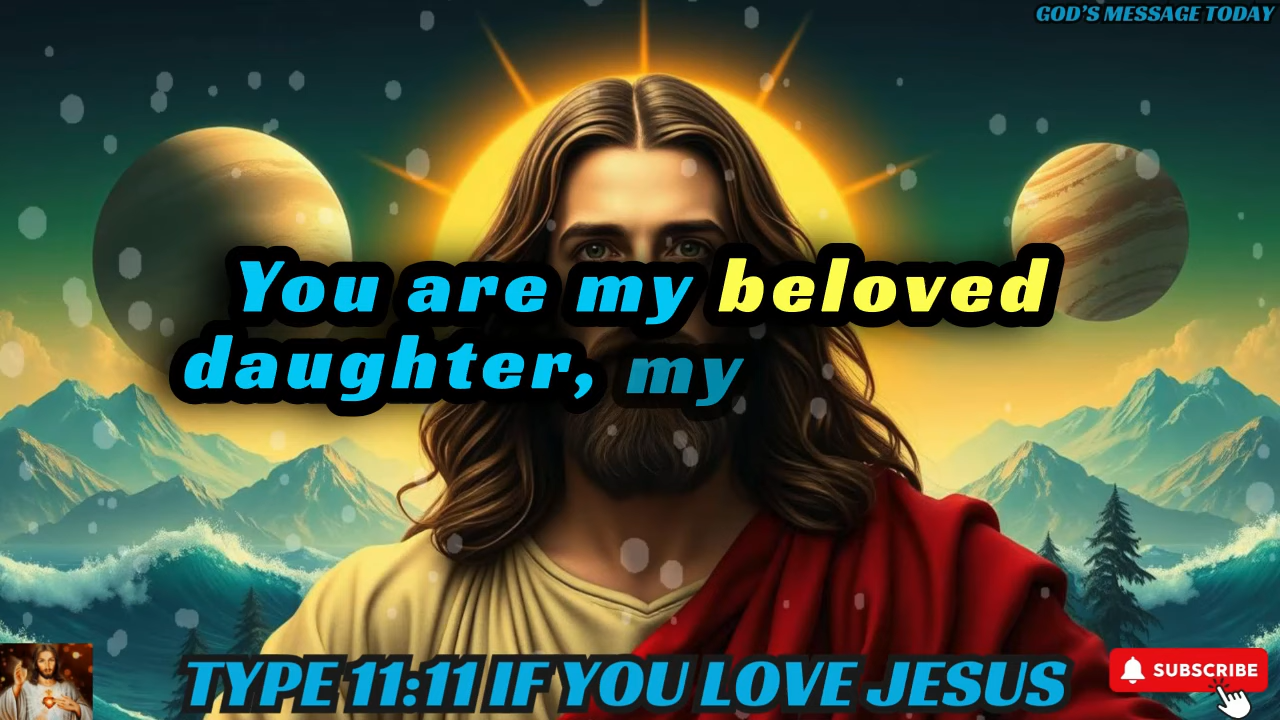 GOD'S MESSAGE TODAY
You are my beloved
daughter, my
TYPE 11:11 IF YOU LOVE JESUS
SUBSCRIBE